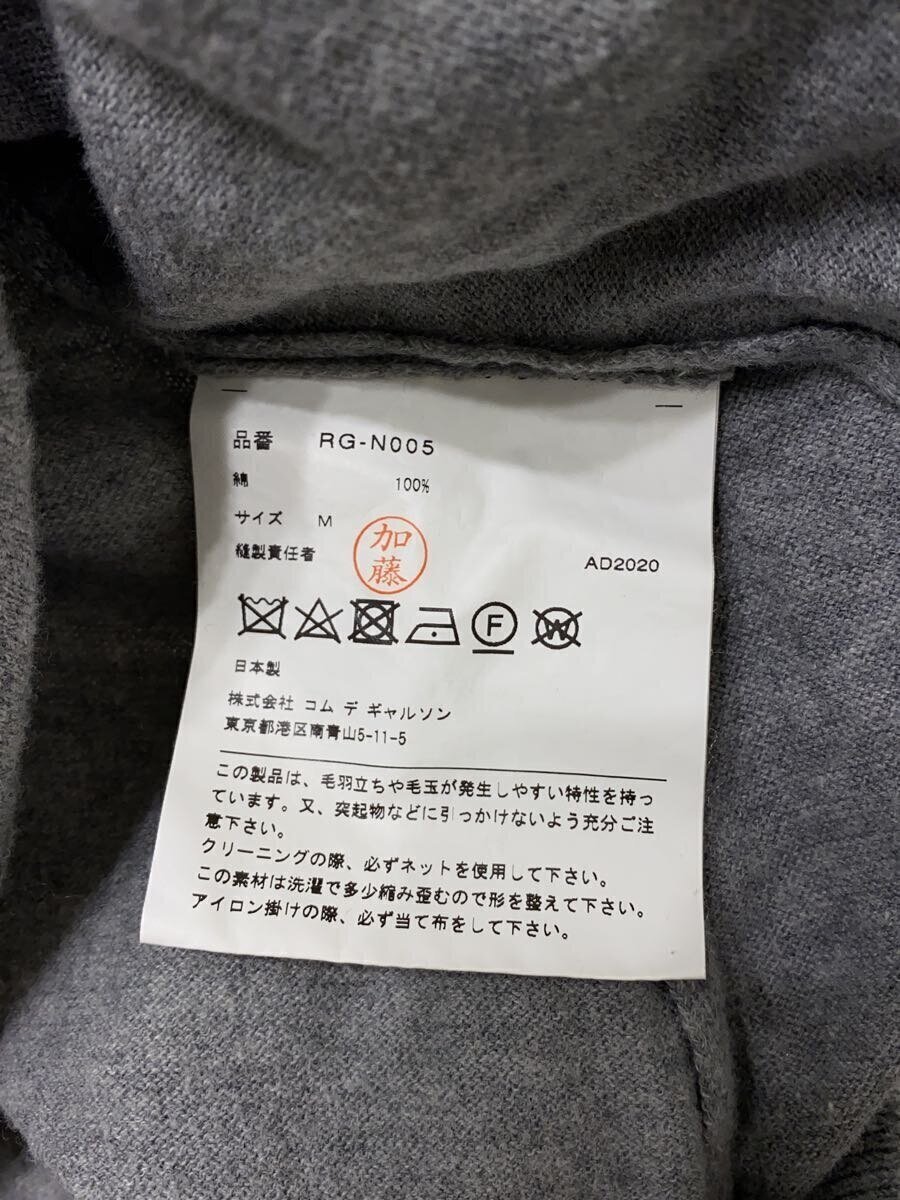 品番 RG-N005
綿 100%
サイズ M
縫製責任者 加藤 AD2020
F W
日本製
株式会社 コム デ ギャルソン
東京都港区南青山5-11-5
この製品は、毛羽立ちや毛玉が発生しやすい特性を持っ
ています。又、突起物などに引っかけないよう充分ご注
意下さい。
クリーニングの際、必ずネットを使用して下さい。
この素材は洗濯で多少縮み歪むので形を整えて下さい。
アイロン掛けの際、必ず当て布をして下さい。